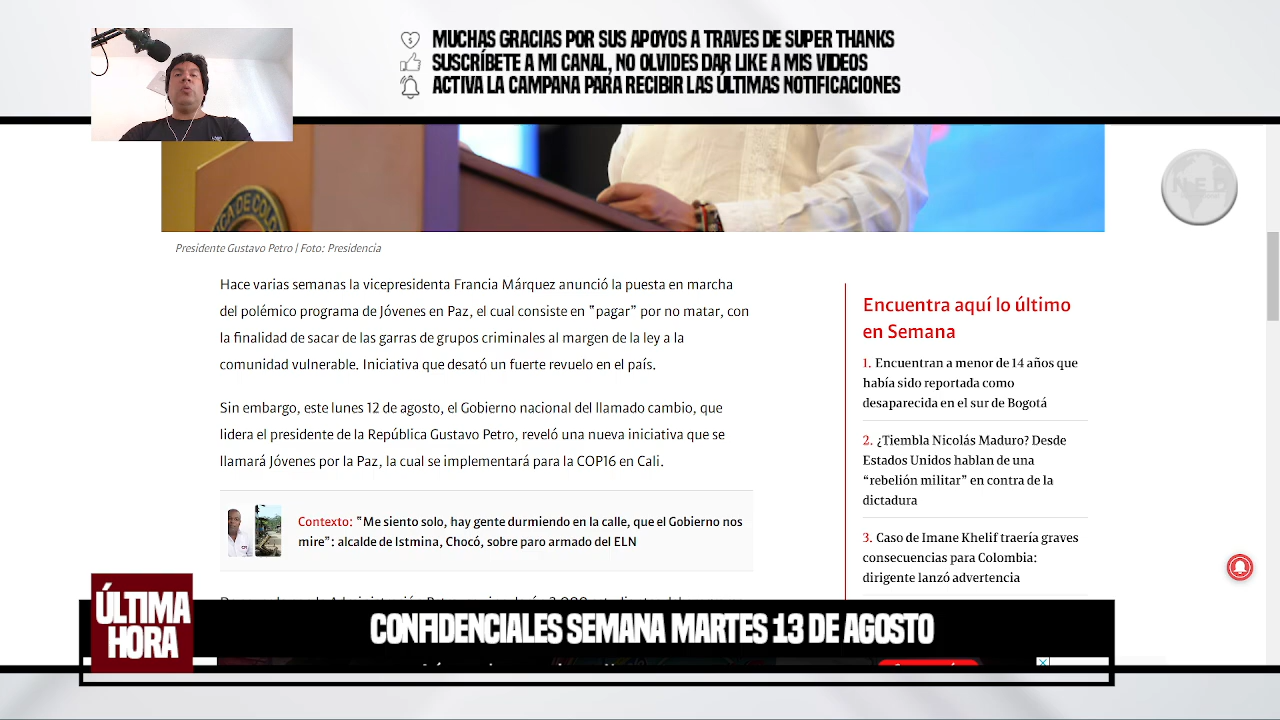 MUCHAS GRACIAS POR SUS APOYOS A TRAVES DE SUPER THANKS
SUSCRÍBETE A MI CANAL, NO OLVIDES DAR LIKE A MIS VIDEOS
ACTIVA LA CAMPANA PARA RECIBIR LAS ÚLTIMAS NOTIFICACIONES
Presidente Gustavo Petro | Foto: Presidencia
Hace varias semanas la vicepresidenta Francia Márquez anunció la puesta en marcha
del polémico programa de Jóvenes en Paz, el cual consiste en "pagar" por no matar, con
la finalidad de sacar de las garras de grupos criminales al margen de la ley a la
comunidad vulnerable. Iniciativa que desató un fuerte revuelo en el país.
Sin embargo, este lunes 12 de agosto, el Gobierno nacional del llamado cambio, que
lidera el presidente de la República Gustavo Petro, reveló una nueva iniciativa que se
llamará Jóvenes por la Paz, la cual se implementará para la COP16 en Cali.
Contexto: "Me siento solo, hay gente durmiendo en la calle, que el Gobierno nos
mire": alcalde de Istmina, Chocó, sobre paro armado del ELN
Encuentra aquí lo último
en Semana
1. Encuentran a menor de 14 años que
había sido reportada como
desaparecida en el sur de Bogotá
2. ¿Tiembla Nicolás Maduro? Desde
Estados Unidos hablan de una
“rebelión militar” en contra de la
dictadura
3. Caso de Imane Khelif traería graves
consecuencias para Colombia:
dirigente lanzó advertencia
ÚLTIMA
HORA
CONFIDENCIALES SEMANA MARTES 13 DE AGOSTO